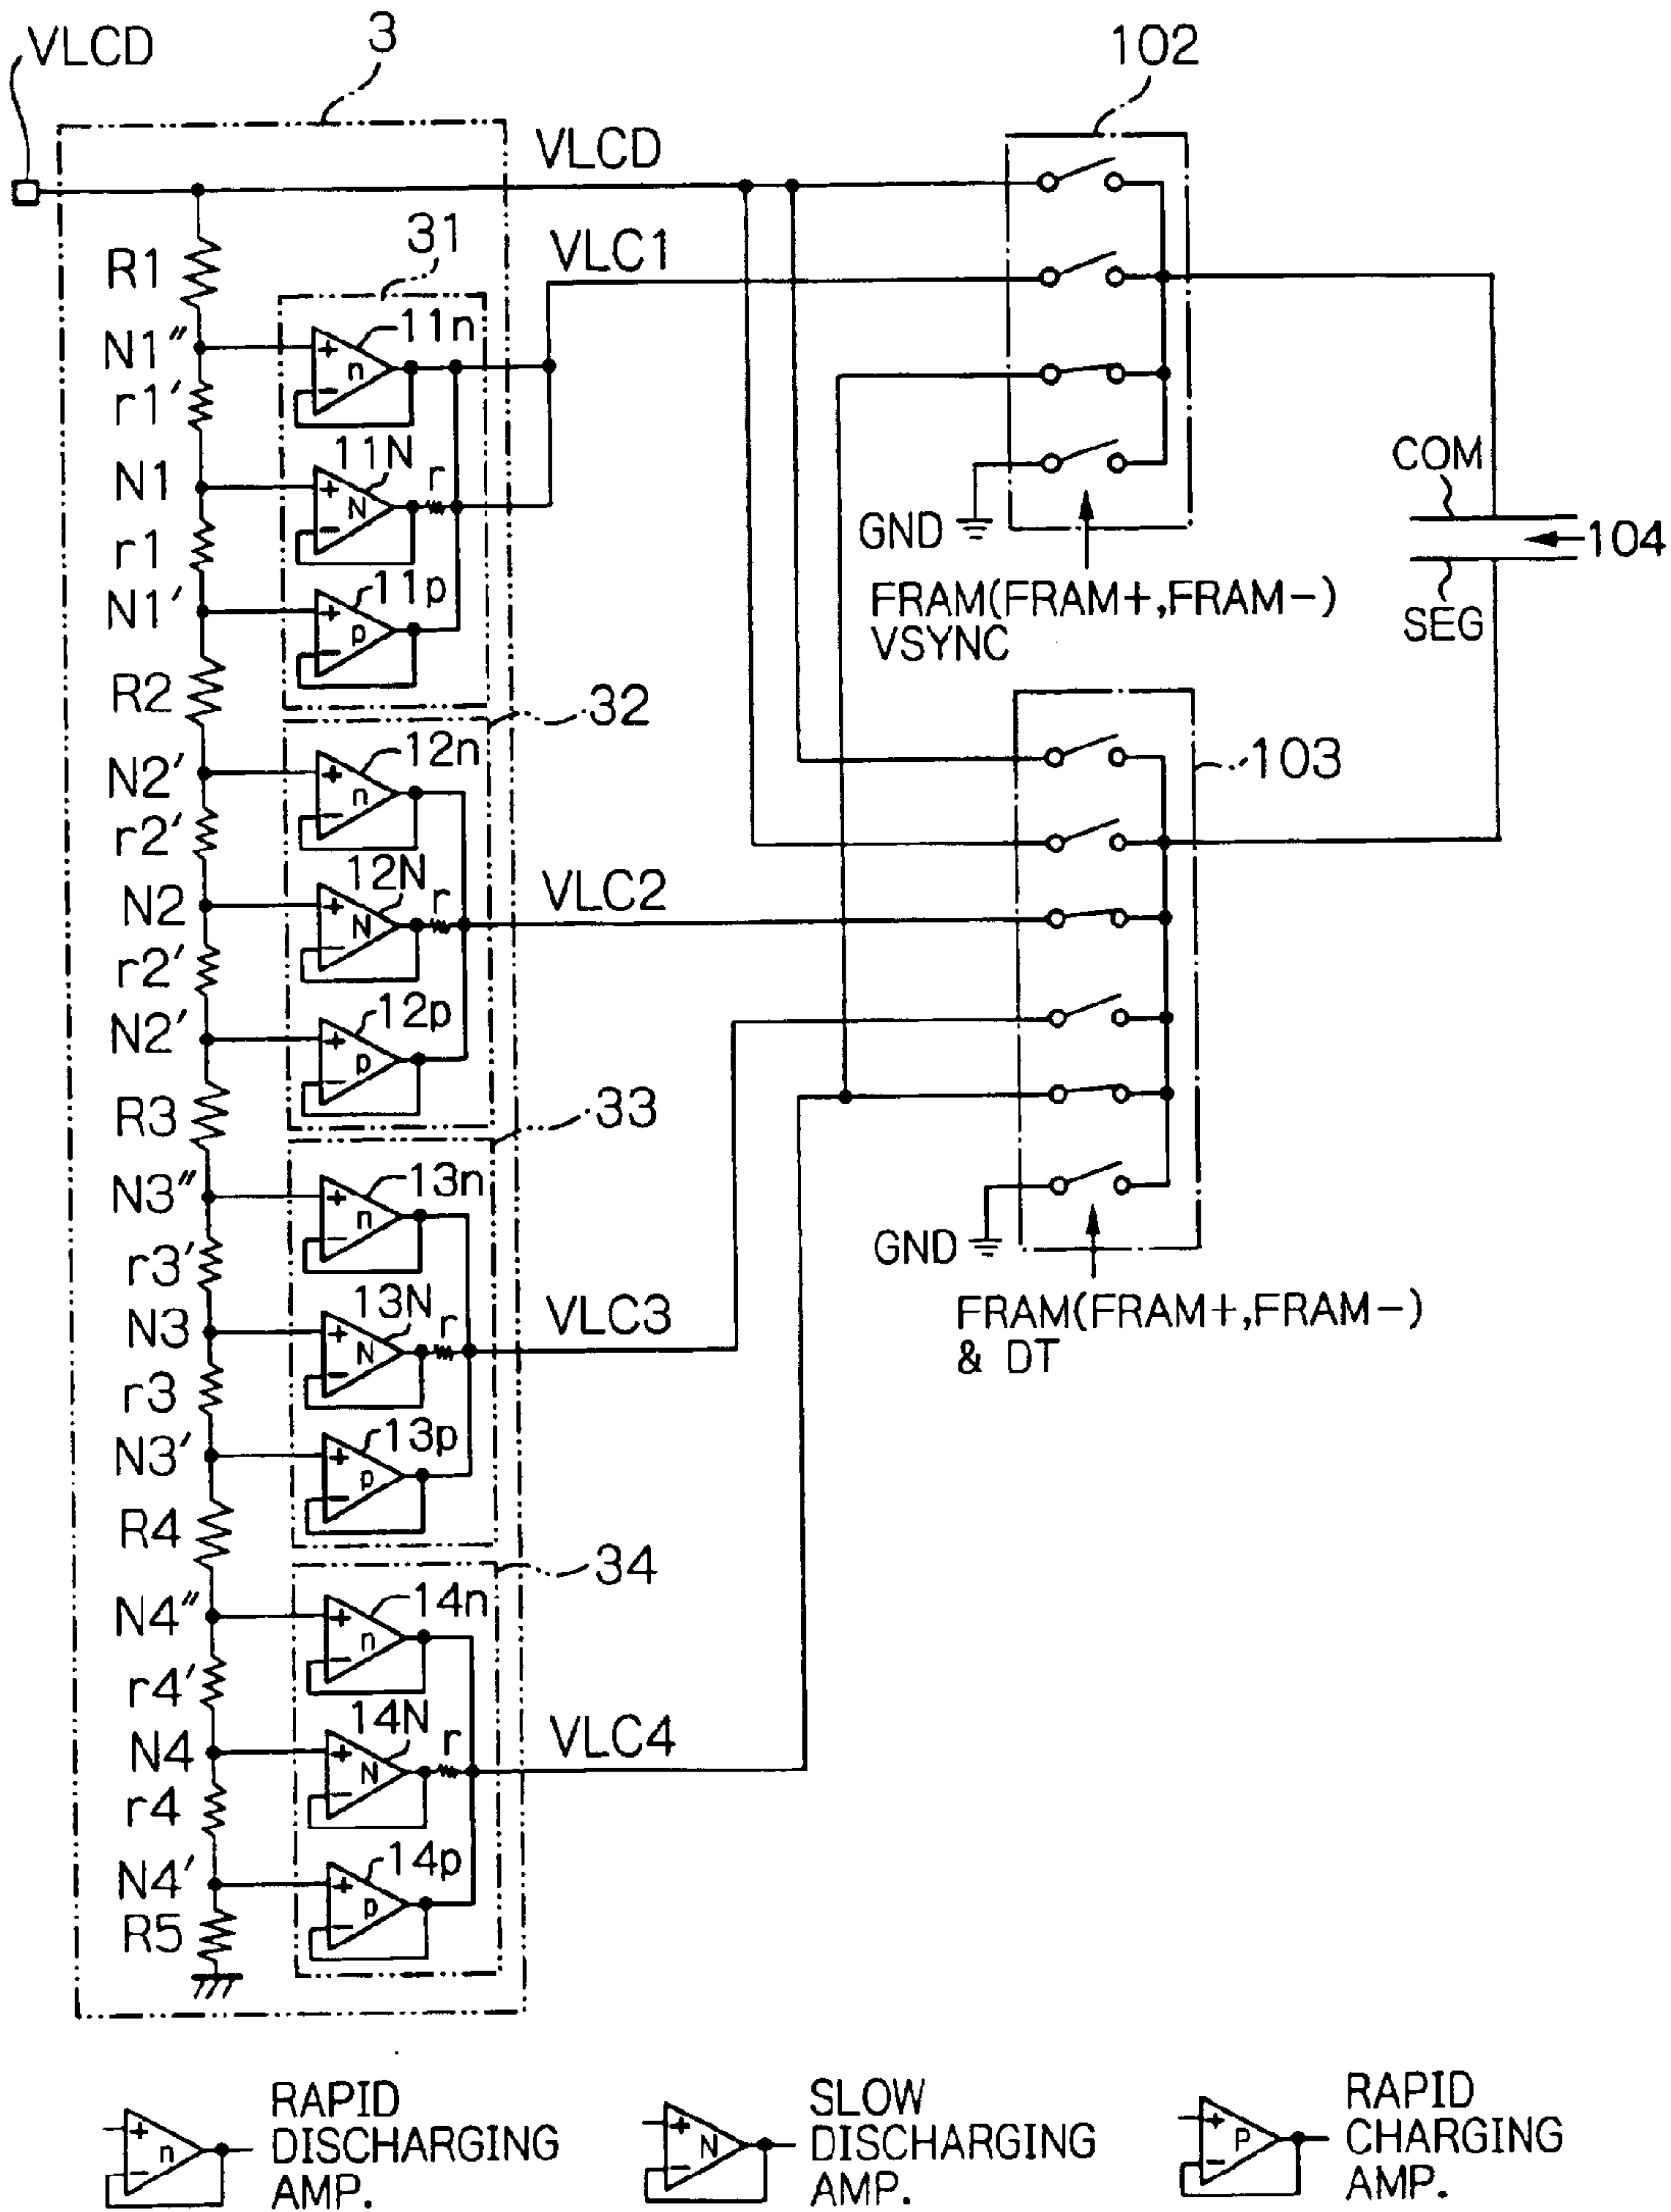 VLCD
3
102
VLCD
R1
31
VLC1
N1″
11n
+
n
−
r1′
N1
11N
r
+
N
−
r1
GND
COM
104
N1′
11p
+
p
−
FRAM(FRAM+,FRAM−)
VSYNC
SEG
R2
32
N2′
12n
+
n
−
103
r2′
N2
12N
r
+
N
−
VLC2
r2′
N2′
12p
+
p
−
R3
33
N3″
13n
+
n
−
GND
r3′
N3
13N
r
+
N
−
VLC3
FRAM(FRAM+,FRAM−)
& DT
r3
N3′
13p
+
p
−
R4
34
N4″
14n
+
n
−
r4′
N4
14N
r
+
N
−
VLC4
r4
N4′
14p
+
p
−
R5
+
n
−
RAPID
DISCHARGING
AMP.
+
N
−
SLOW
DISCHARGING
AMP.
+
P
−
RAPID
CHARGING
AMP.